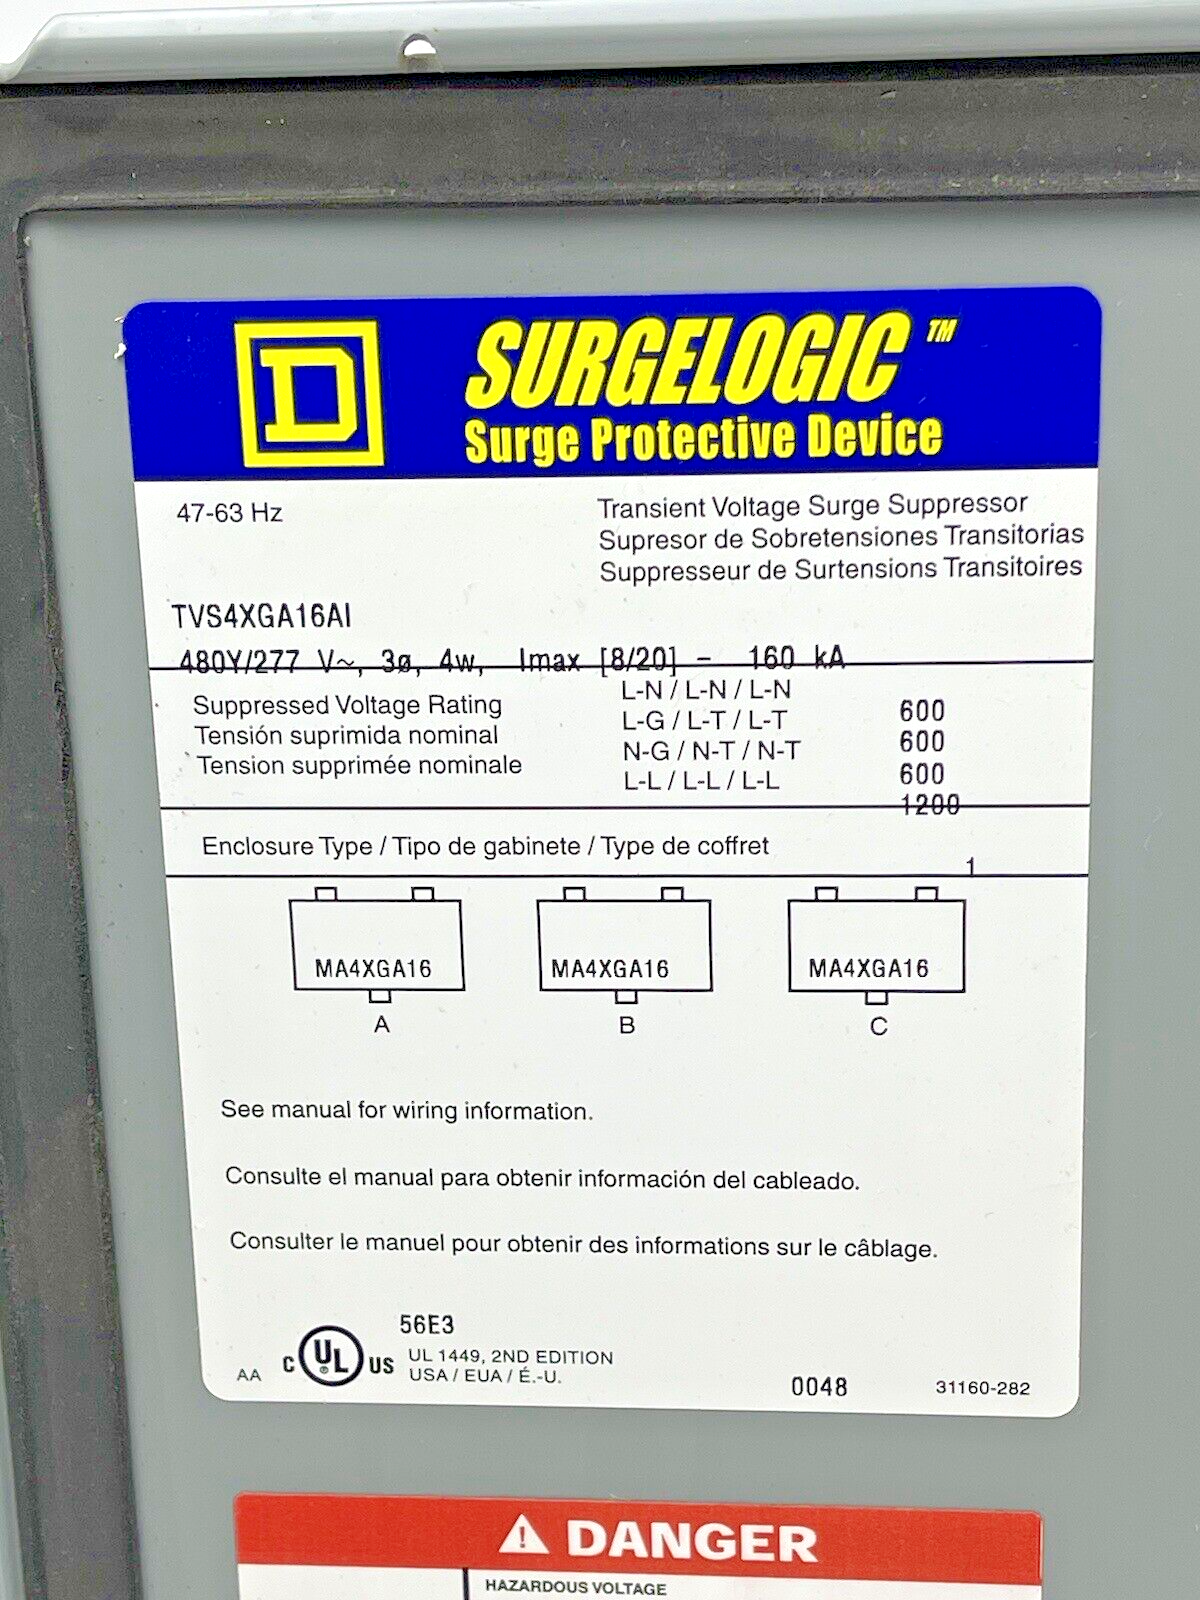 D
SURGELOGIC™
Surge Protective Device
47-63 Hz
Transient Voltage Surge Suppressor
Supresor de Sobretensiones Transitorias
Suppresseur de Surtensions Transitoires
TVS4XGA16AI
480Y/277 V~, 3ø, 4w, Imax [8/20] - 160 kA
Suppressed Voltage Rating
Tensión suprimida nominal
Tension supprimée nominale
L-N / L-N / L-N 600
L-G / L-T / L-T 600
N-G / N-T / N-T 600
L-L / L-L / L-L 1200
Enclosure Type / Tipo de gabinete / Type de coffret 1
MA4XGA16 MA4XGA16 MA4XGA16
A B C
See manual for wiring information.
Consulte el manual para obtenir información del cableado.
Consulter le manuel pour obtenir des informations sur le câblage.
56E3
AA C UL US UL 1449, 2ND EDITION
USA / EUA / É.-U.
0048 31160-282
DANGER
HAZARDOUS VOLTAGE